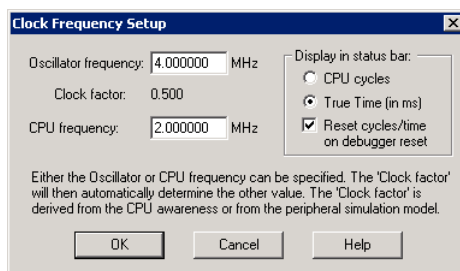 Clock Frequency Setup
Oscillator frequency: 4.000000 MHz
Clock factor: 0.500
CPU frequency: 2.000000 MHz
Display in status bar:
CPU cycles
True Time (in ms)
Reset cycles/time
on debugger reset
Either the Oscillator or CPU frequency can be specified. The 'Clock factor'
will then automatically determine the other value. The 'Clock factor' is
derived from the CPU awareness or from the peripheral simulation model.
OK Cancel Help